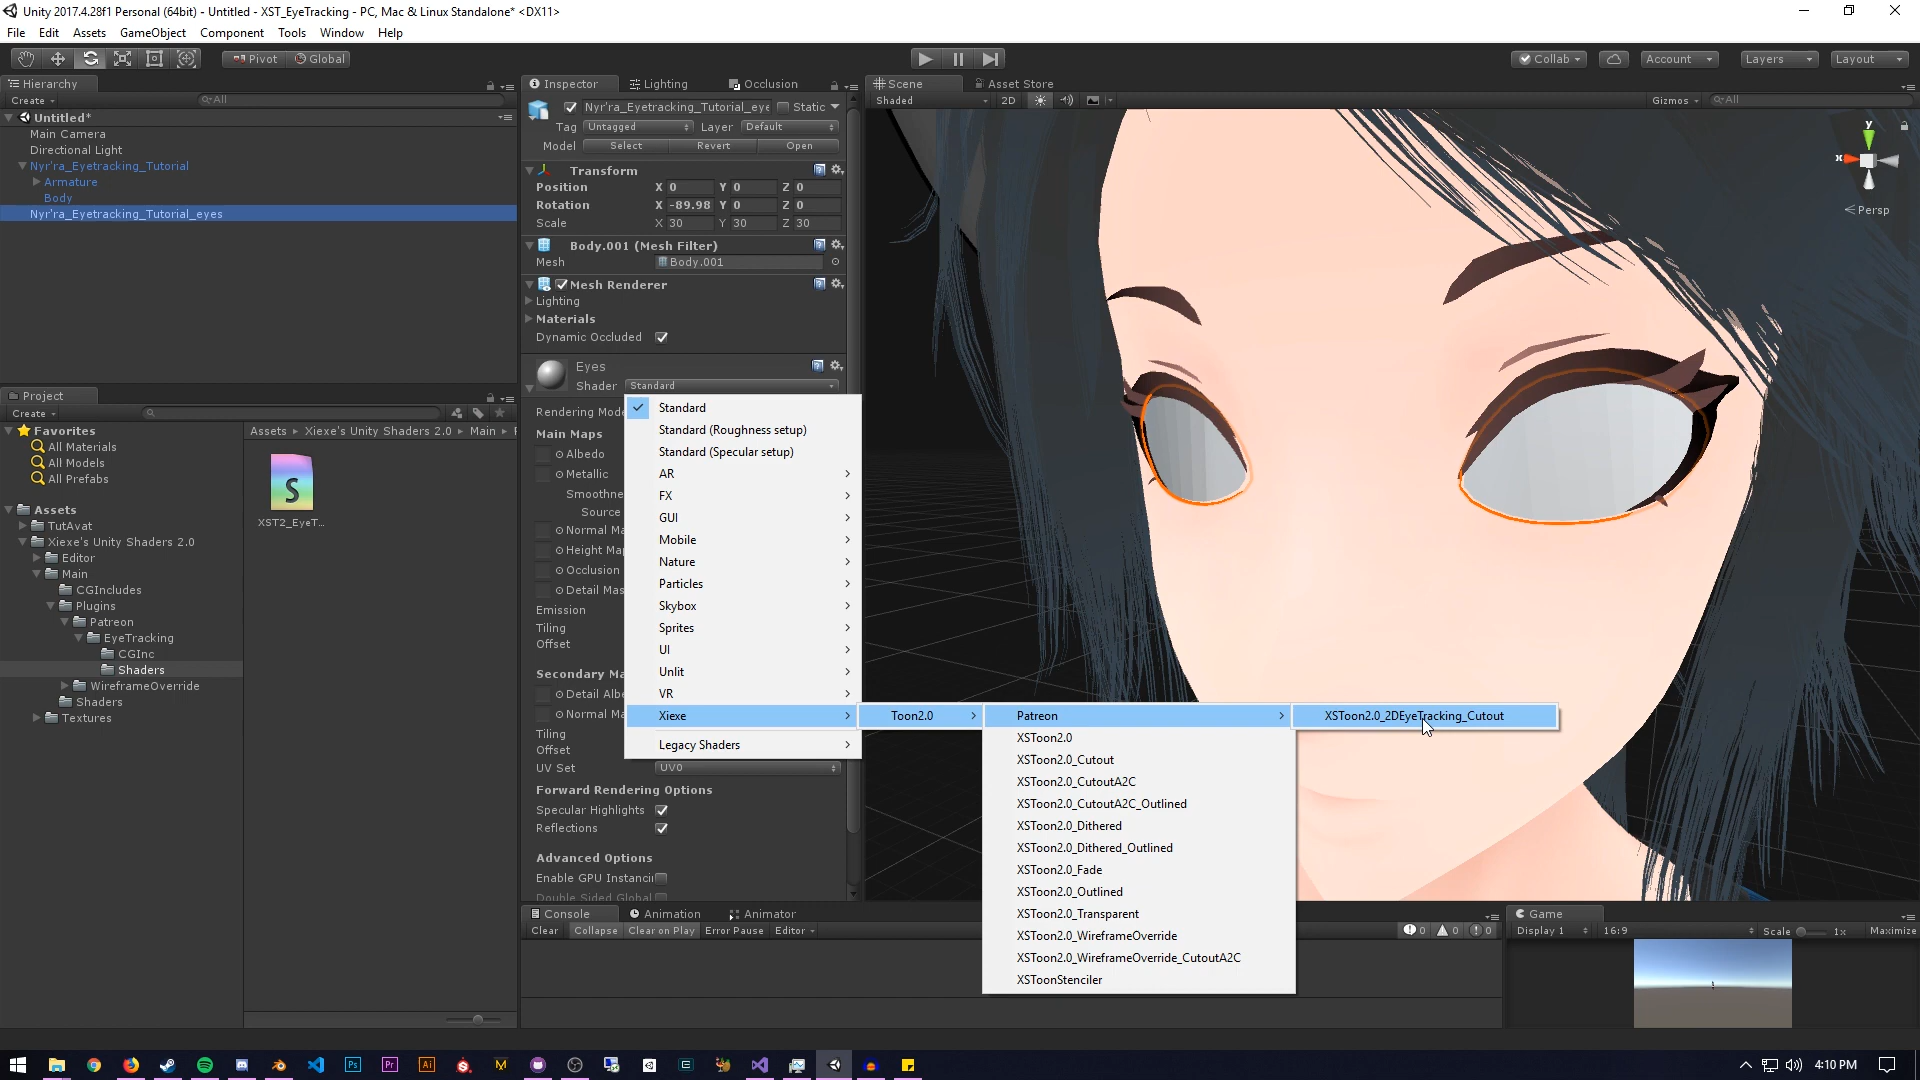 Unity 2017.4.28f1 Personal (64bit) - Untitled - XST_EyeTracking - PC, Mac & Linux Standalone* <DX11>
File Edit Assets GameObject Component Tools Window Help
Pivot Global Collab Account Layers Layout
Hierarchy
Create All
Untitled*
Main Camera
Directional Light
Nyr'ra_Eyetracking_Tutorial
Armature
Body
Nyr'ra_Eyetracking_Tutorial_eyes
Project
Create
Favorites
All Materials
All Models
All Prefabs
Assets
TutAvat
Xiexe's Unity Shaders 2.0
Editor
Main
CGIncludes
Plugins
Patreon
EyeTracking
CGInc
Shaders
WireframeOverride
Shaders
Textures
Assets Xiexe's Unity Shaders 2.0 Main
S
XST2_EyeT...
Inspector Lighting Occlusion
Nyr'ra_Eyetracking_Tutorial_eye Static
Tag Untagged Layer Default
Model Select Revert Open
Transform
Position X 0 Y 0 Z 0
Rotation X -89.98 Y 0 Z 0
Scale X 30 Y 30 Z 30
Body.001 (Mesh Filter)
Mesh Body.001
Mesh Renderer
Lighting
Materials
Dynamic Occluded
Eyes
Shader Standard
Rendering Mode
Main Maps
Albedo
Metallic
Smoothne
Source
Normal Ma
Height Map
Occlusion
Detail Mas
Emission
Tiling
Offset
Secondary Ma
Detail Albe
Normal Ma
Tiling
Offset
UV Set UV0
Forward Rendering Options
Specular Highlights
Reflections
Advanced Options
Enable GPU Instancin
Double Sided Global
Standard
Standard (Roughness setup)
Standard (Specular setup)
AR
FX
GUI
Mobile
Nature
Particles
Skybox
Sprites
UI
Unlit
VR
Xiexe
Legacy Shaders
Toon2.0
Patreon
XSToon2.0
XSToon2.0_Cutout
XSToon2.0_CutoutA2C
XSToon2.0_CutoutA2C_Outlined
XSToon2.0_Dithered
XSToon2.0_Dithered_Outlined
XSToon2.0_Fade
XSToon2.0_Outlined
XSToon2.0_Transparent
XSToon2.0_WireframeOverride
XSToon2.0_WireframeOverride_CutoutA2C
XSToonStenciler
XSToon2.0_2DEyeTracking_Cutout
Scene Asset Store
Shaded 2D Gizmos All
y
x
Persp
Console Animation Animator
Clear Collapse Clear on Play Error Pause Editor 0 0 0
Game
Display 1 16:9 Scale 1x Maximize
Ps Pr Ai M
4:10 PM